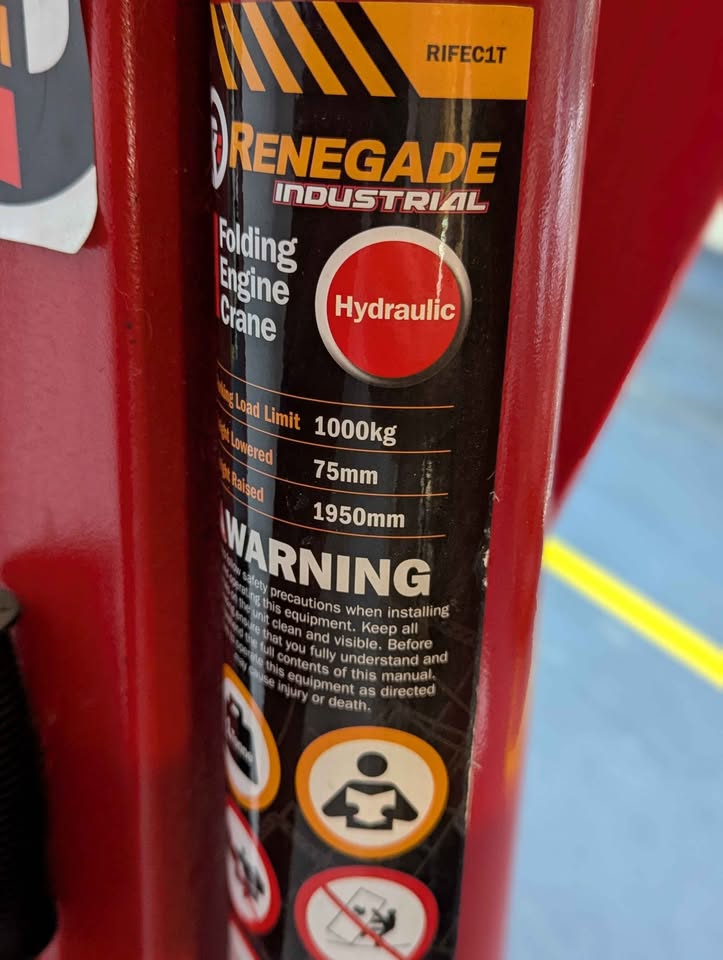 RIFEC1T
RENEGADE
INDUSTRIAL
Folding
Engine
Crane
Hydraulic
Load Limit 1000kg
Lowered 75mm
Raised 1950mm
WARNING
safety precautions when installing
this equipment. Keep all
the unit clean and visible. Before
ensure that you fully understand and
the full contents of this manual.
this equipment as directed
cause injury or death.